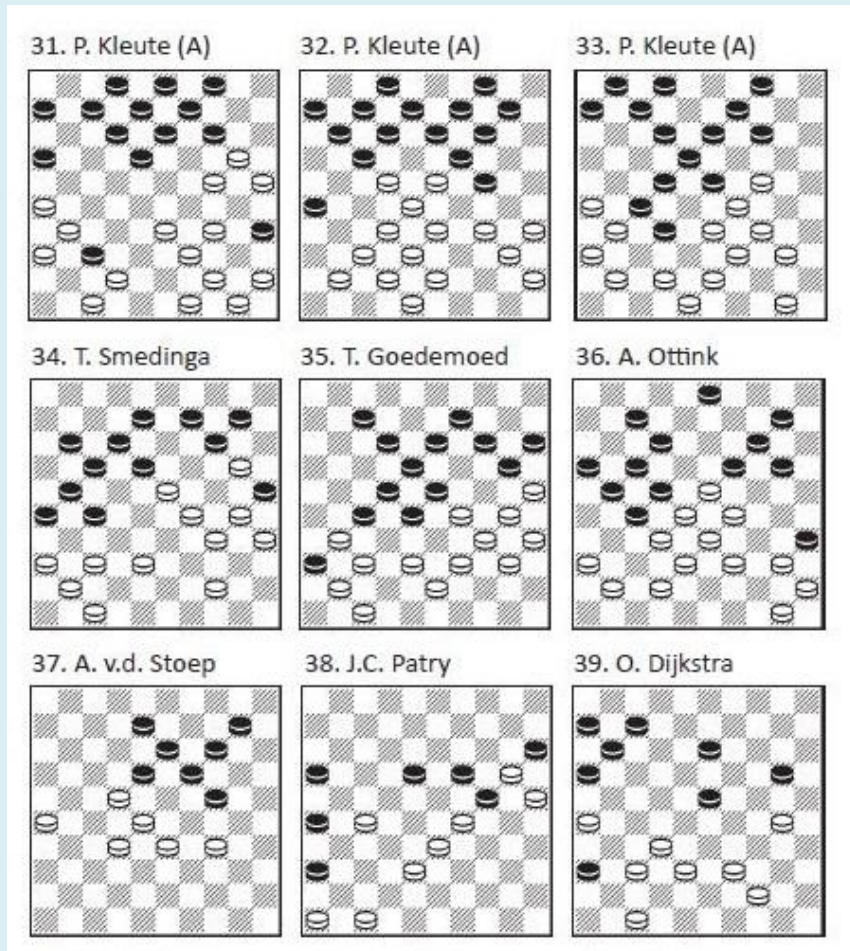 31. P. Kleute (A)
32. P. Kleute (A)
33. P. Kleute (A)
34. T. Smedinga
35. T. Goedemoed
36. A. Ottink
37. A. v.d. Stoep
38. J.C. Patry
39. O. Dijkstra